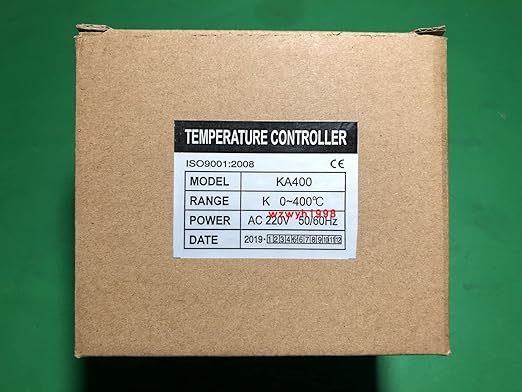 TEMPERATURE CONTROLLER
ISO9001:2008 CE
MODEL KA400
RANGE K 0~400℃
wzwyh1998
POWER AC 220V 50/60Hz
DATE 2019·1 2 3 4 5 6 7 8 9 10 11 12